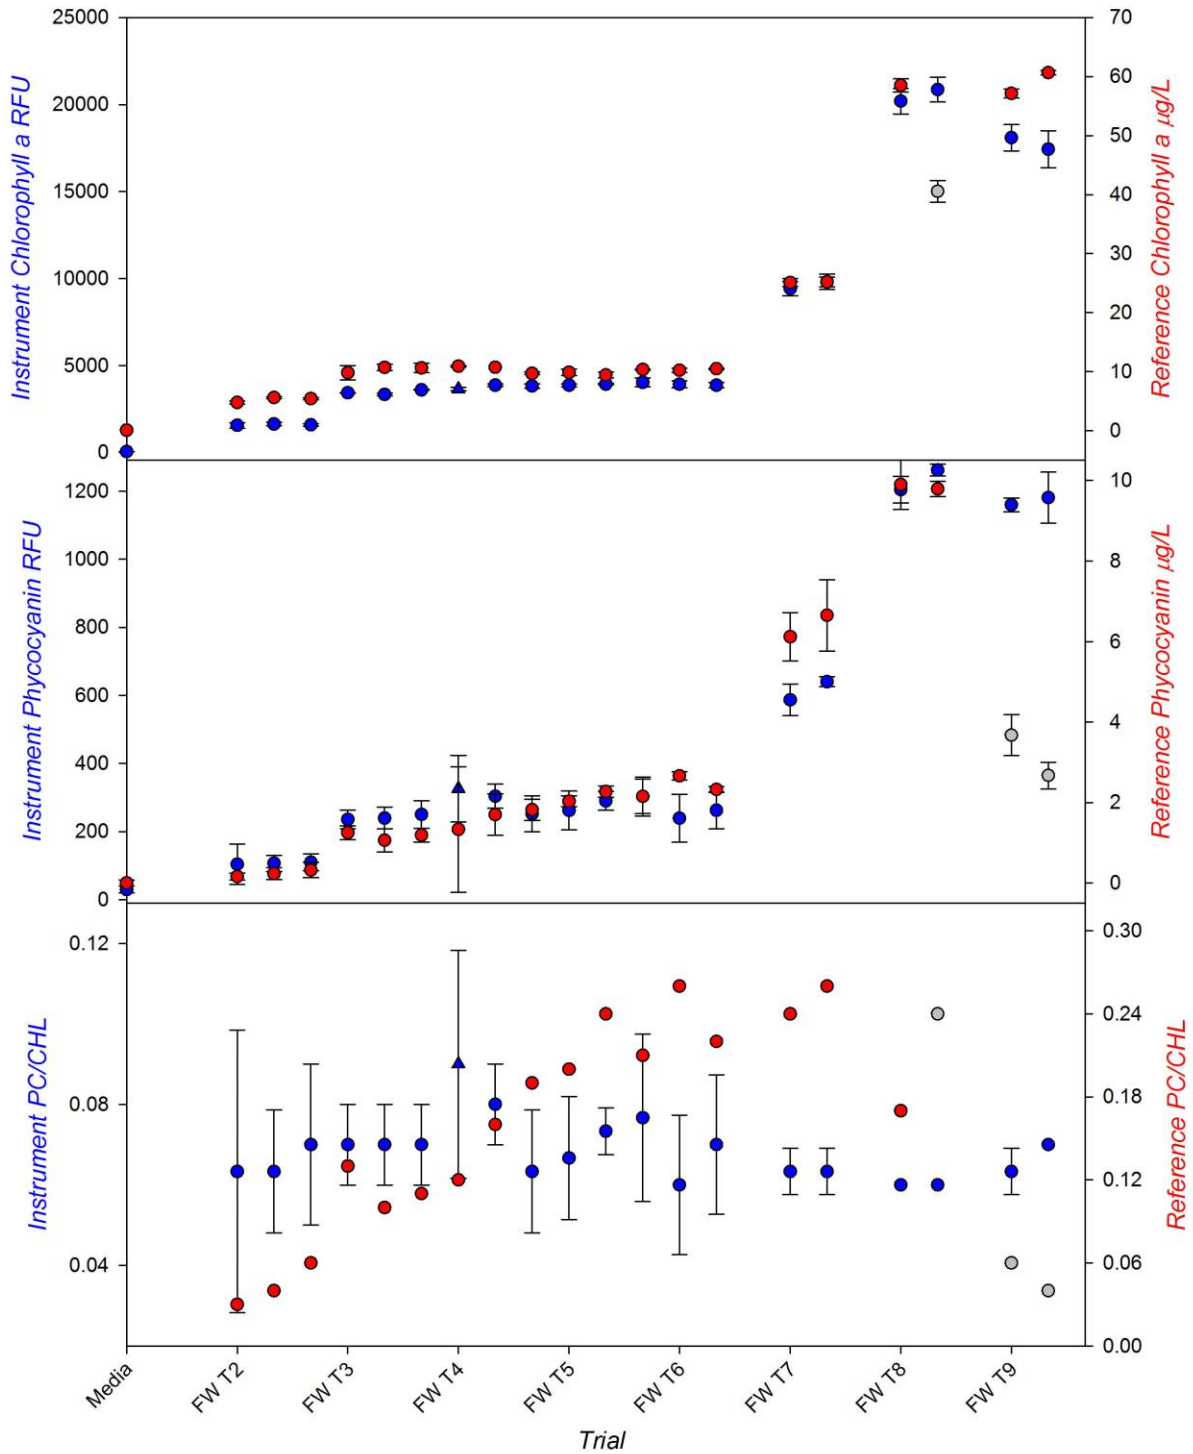 25000
20000
15000
10000
5000
0
Instrument Chlorophyll a RFU
70
60
50
40
30
20
10
0
Reference Chlorophyll a µg/L
1200
1000
800
600
400
200
0
Instrument Phycocyanin RFU
10
8
6
4
2
0
Reference Phycocyanin µg/L
0.12
0.08
0.04
Instrument PC/CHL
0.30
0.24
0.18
0.12
0.06
0.00
Reference PC/CHL
Media
FW T2
FW T3
FW T4
FW T5
FW T6
FW T7
FW T8
FW T9
Trial